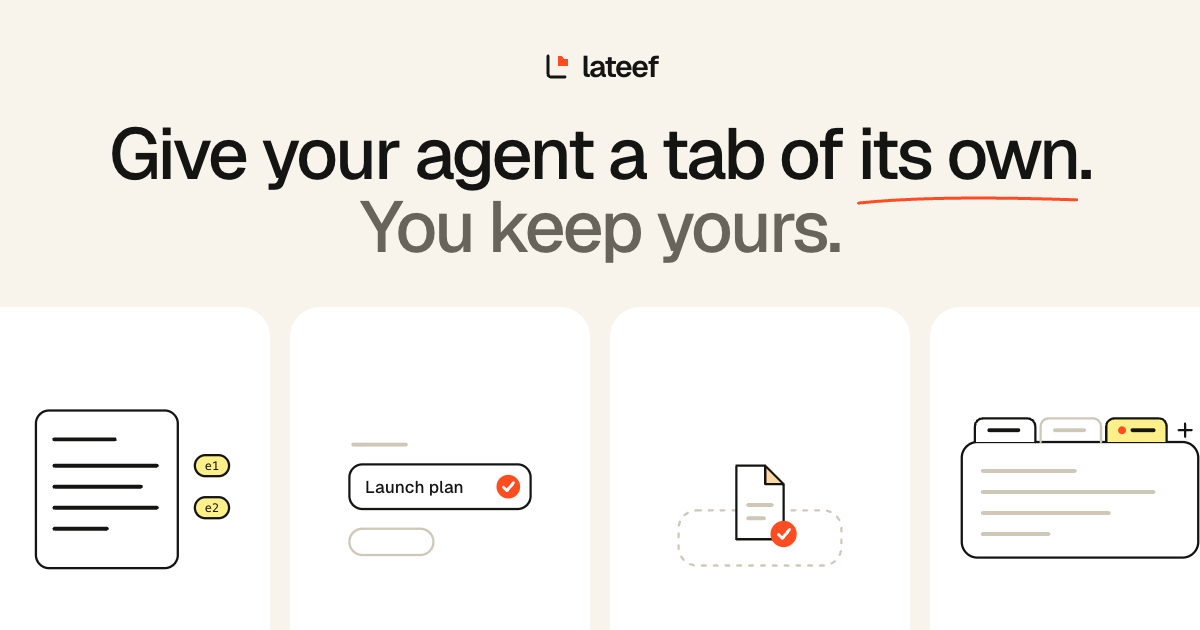 lateef
Give your agent a tab of its own.
You keep yours.
e1
e2
Launch plan